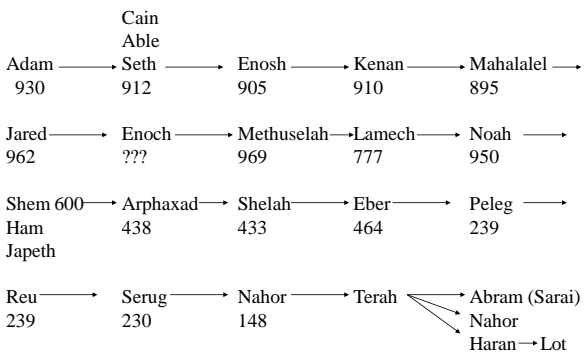 Cain
Able
Adam Seth Enosh Kenan Mahalalel
930 912 905 910 895
Jared Enoch Methuselah Lamech Noah
962 ??? 969 777 950
Shem 600 Arphaxad Shelah Eber Peleg
Ham 438 433 464 239
Japeth
Reu Serug Nahor Terah Abram (Sarai)
239 230 148 Nahor
Haran Lot